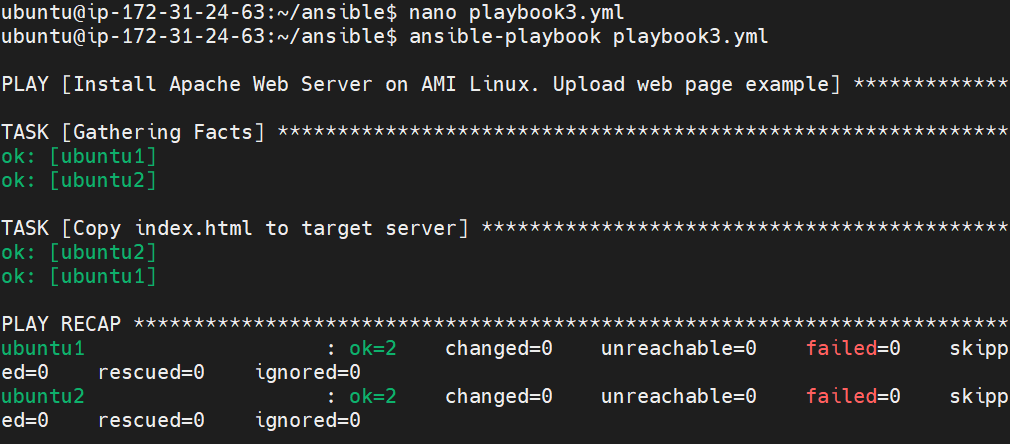 ubuntu@ip-172-31-24-63:~/ansible$ nano playbook3.yml
ubuntu@ip-172-31-24-63:~/ansible$ ansible-playbook playbook3.yml
PLAY [Install Apache Web Server on AMI Linux. Upload web page example] *************
TASK [Gathering Facts] *************************************************************
ok: [ubuntu1]
ok: [ubuntu2]
TASK [Copy index.html to target server] ********************************************
ok: [ubuntu2]
ok: [ubuntu1]
PLAY RECAP *************************************************************************
ubuntu1                    : ok=2    changed=0    unreachable=0    failed=0    skipp
ed=0    rescued=0    ignored=0
ubuntu2                    : ok=2    changed=0    unreachable=0    failed=0    skipp
ed=0    rescued=0    ignored=0